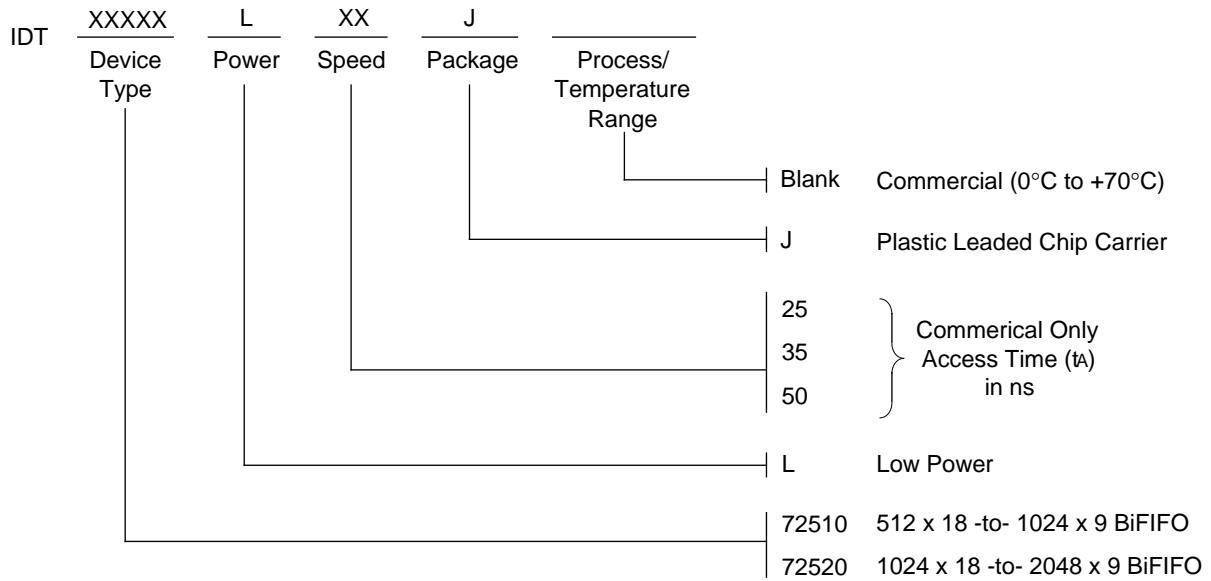 IDT XXXXX L XX J
Device Type Power Speed Package Process/ Temperature Range
Blank Commercial (0°C to +70°C)
J Plastic Leaded Chip Carrier
25
35
50
Commerical Only
Access Time (tA)
in ns
L Low Power
72510 512 x 18 -to- 1024 x 9 BiFIFO
72520 1024 x 18 -to- 2048 x 9 BiFIFO